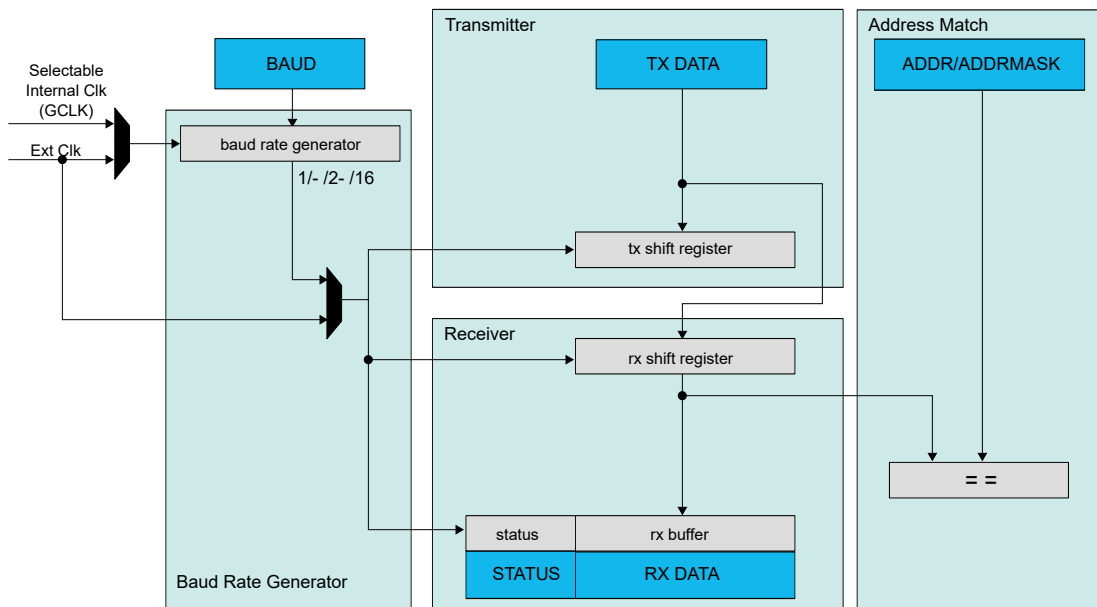 Transmitter
Address Match
BAUD
TX DATA
ADDR/ADDRMASK
Selectable
Internal Clk
(GCLK)
baud rate generator
Ext Clk
1/- /2- /16
tx shift register
Receiver
rx shift register
= =
status
rx buffer
STATUS
RX DATA
Baud Rate Generator